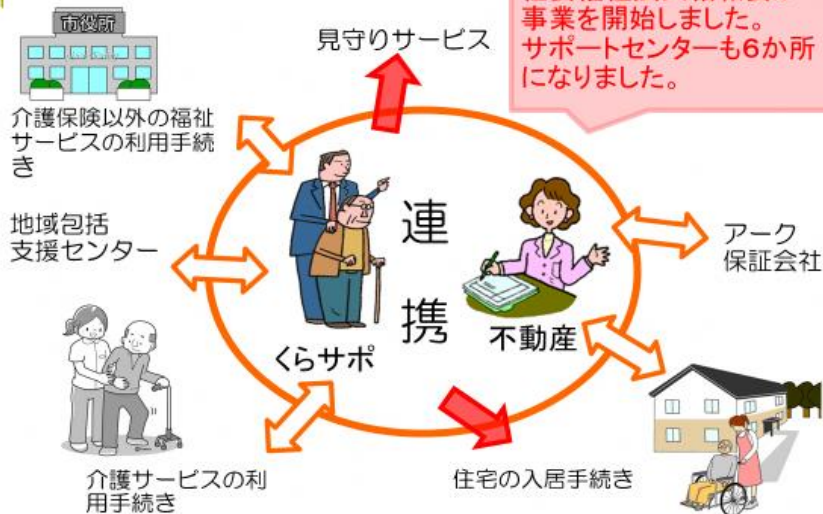 事業を開始しました。
サポートセンターも6か所
になりました。
市役所
見守りサービス
介護保険以外の福祉
サービスの利用手続
き
地域包括
支援センター
連
携
くらサポ
不動産
アーク
保証会社
介護サービスの利
用手続き
住宅の入居手続き